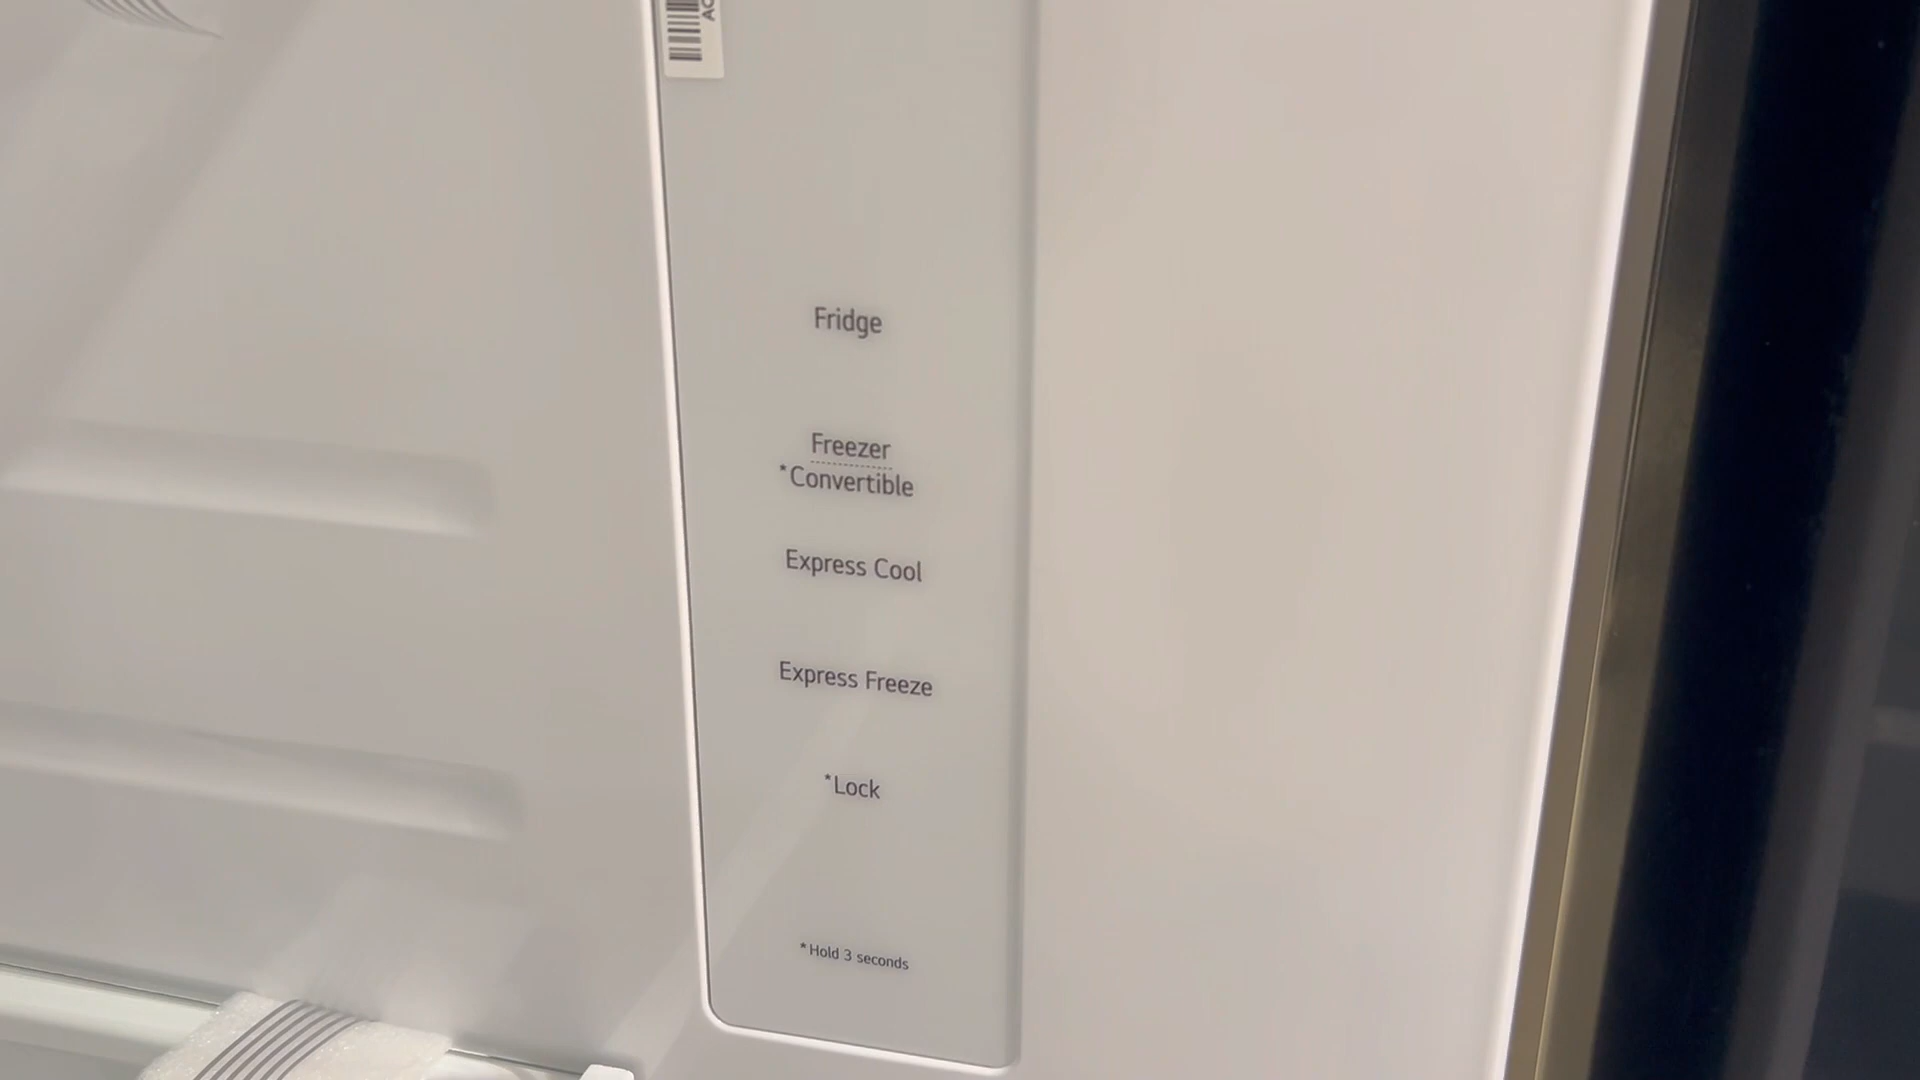 Fridge
Freezer
*Convertible
Express Cool
Express Freeze
*Lock
*Hold 3 seconds